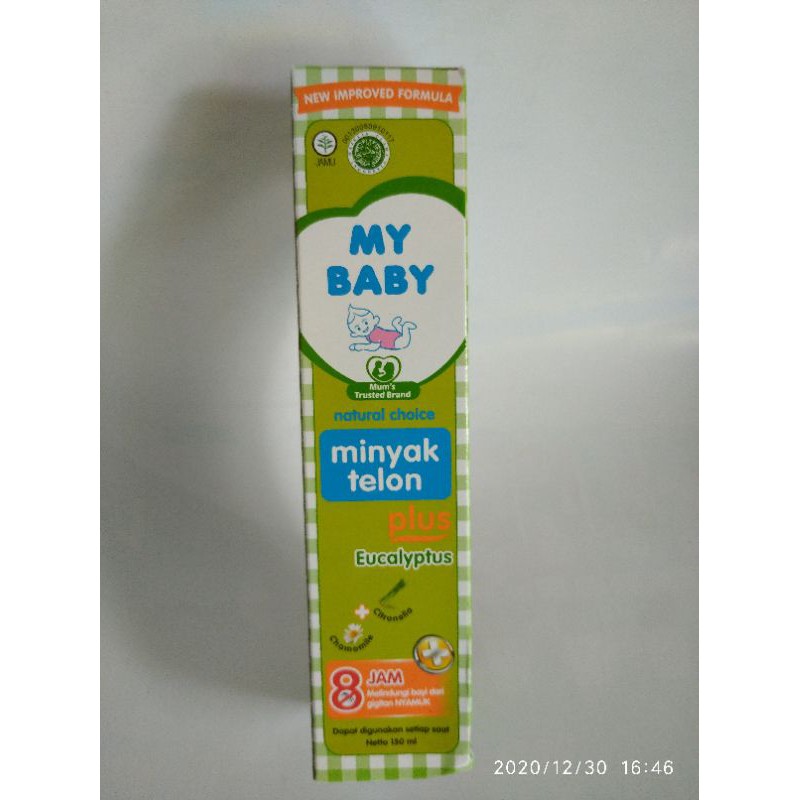 NEW IMPROVED FORMULA
JAMU
MY
BABY
Mum's
Trusted Brand
natural choice
minyak
telon
plus
Eucalyptus
Citronella
+
Chamomile
8 JAM
Melindungi bayi dari
gigitan NYAMUK
Dapat digunakan setiap saat
Netto 150 ml
2020/12/30 16:46